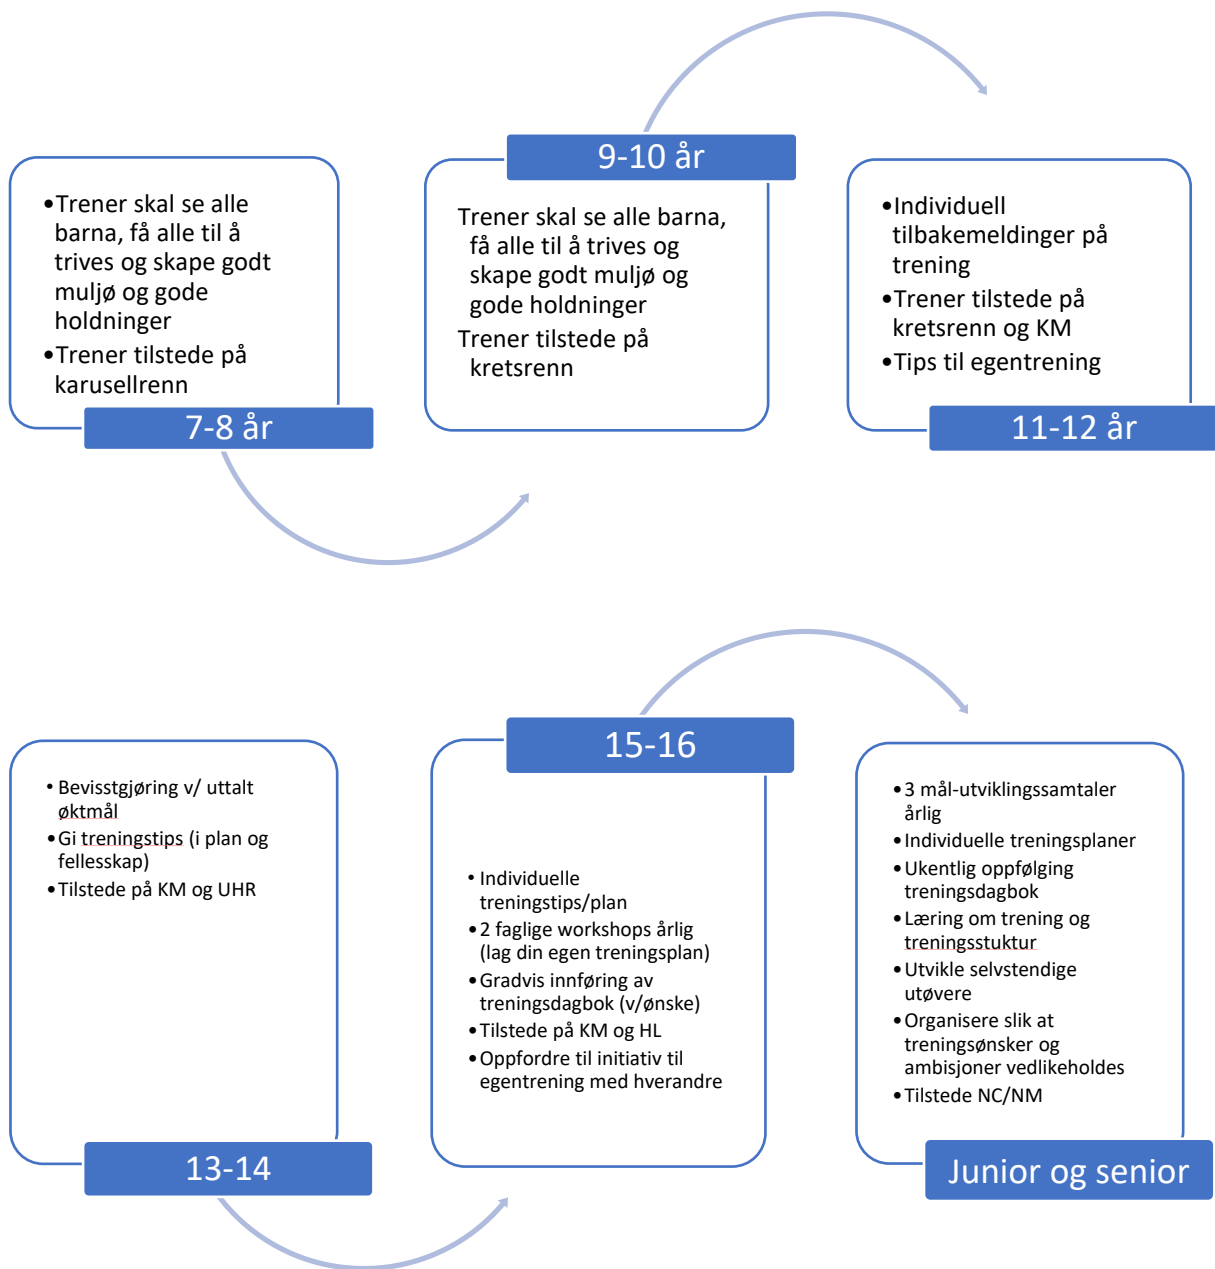 •Trener skal se alle
barna, få alle til å
trives og skape godt
muljø og gode
holdninger
•Trener tilstede på
karusellrenn
7-8 år
9-10 år
Trener skal se alle barna,
få alle til å trives og
skape godt muljø og
gode holdninger
Trener tilstede på
kretsrenn
•Individuell
tilbakemeldinger på
trening
•Trener tilstede på
kretsrenn og KM
•Tips til egentrening
11-12 år
• Bevisstgjøring v/ uttalt
øktmål
•Gi treningstips (i plan og
fellesskap)
•Tilstede på KM og UHR
13-14
15-16
• Individuelle
treningstips/plan
•2 faglige workshops årlig
(lag din egen treningsplan)
•Gradvis innføring av
treningsdagbok (v/ønske)
•Tilstede på KM og HL
•Oppfordre til initiativ til
egentrening med hverandre
•3 mål-utviklingssamtaler
årlig
•Individuelle treningsplaner
•Ukentlig oppfølging
treningsdagbok
•Læring om trening og
treningsstuktur
•Utvikle selvstendige
utøvere
•Organisere slik at
treningsønsker og
ambisjoner vedlikeholdes
•Tilstede NC/NM
Junior og senior